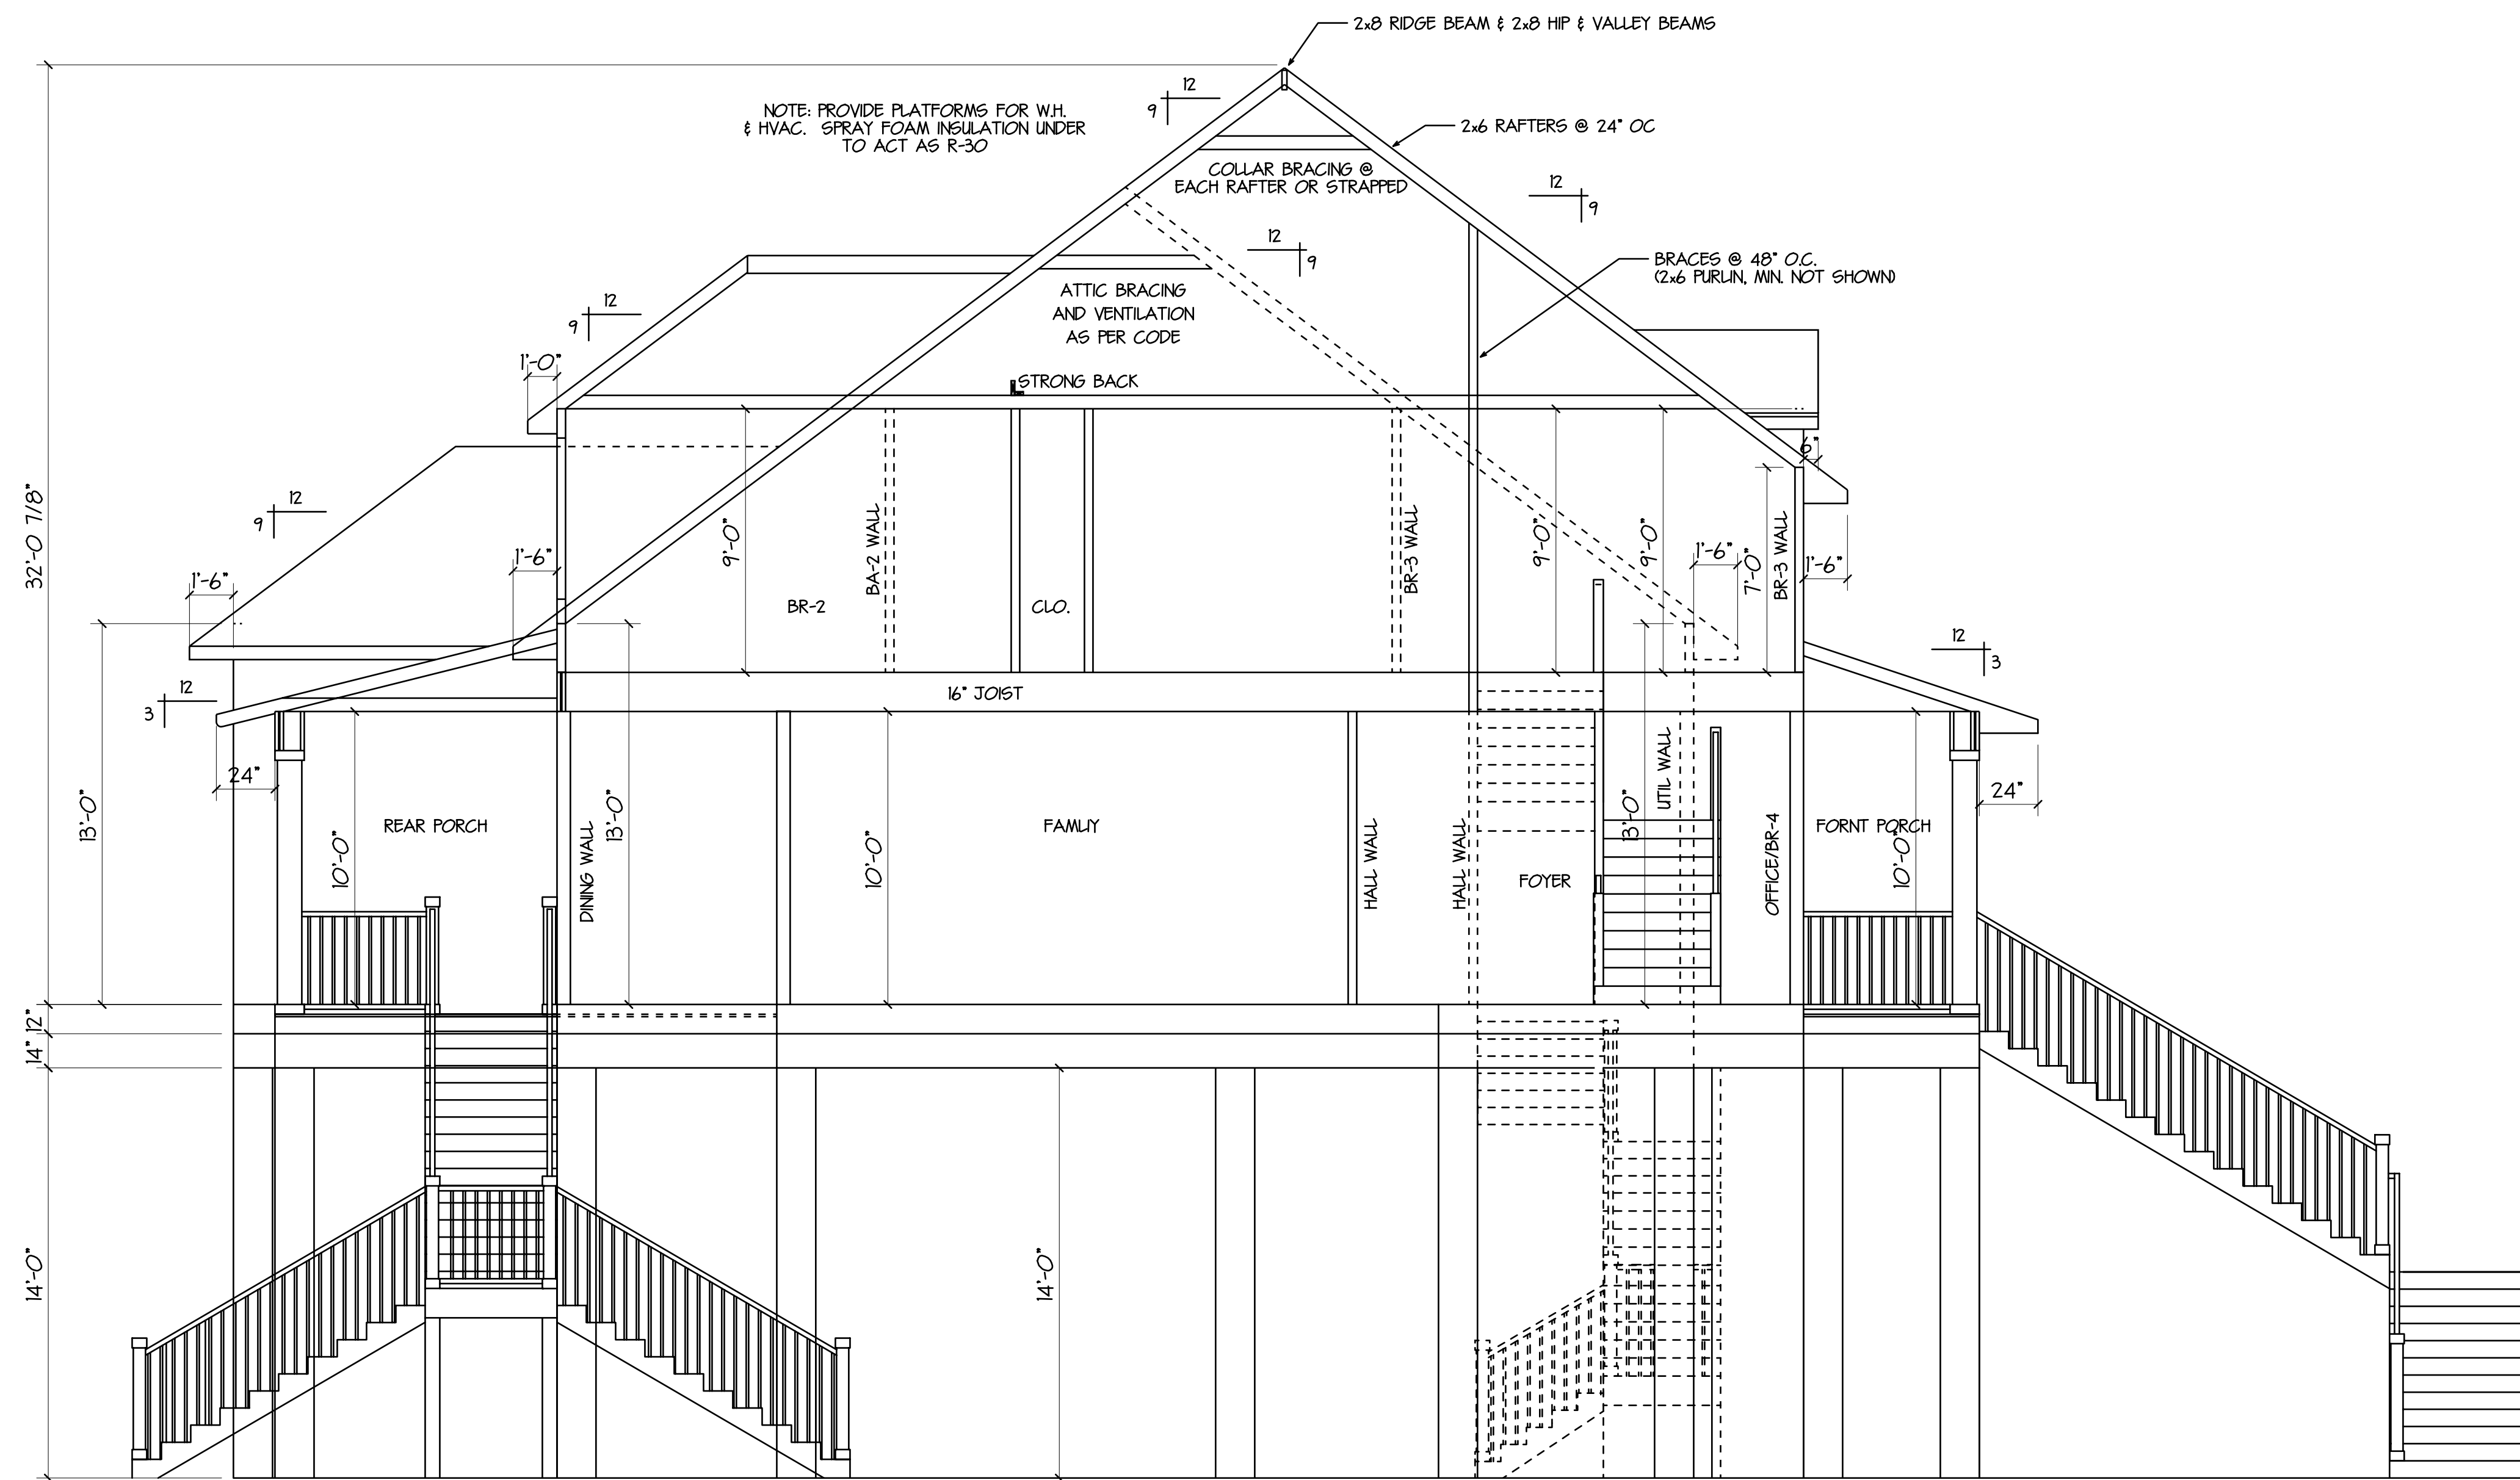 2x8 RIDGE BEAM & 2x8 HIP & VALLEY BEAMS
12
9
NOTE: PROVIDE PLATFORMS FOR W.H.
& HVAC. SPRAY FOAM INSULATION UNDER
TO ACT AS R-30
2x6 RAFTERS @ 24" OC
COLLAR BRACING @
EACH RAFTER OR STRAPPED
12
9
12
9
BRACES @ 48" O.C.
(2x6 PURLIN, MIN. NOT SHOWN)
ATTIC BRACING
AND VENTILATION
AS PER CODE
12
9
1'-0"
STRONG BACK
6"
32'-0 7/8"
12
9
9'-0"
BA-2 WALL
BR-3 WALL
9'-0"
9'-0"
7'-0"
BR-3 WALL
1'-6"
1'-6"
1'-6"
1'-6"
BR-2
CLO.
12
3
12
3
16" JOIST
24"
24"
13'-0"
REAR PORCH
10'-0"
DINING WALL
13'-0"
10'-0"
FAMLIY
HALL WALL
HALL WALL
FOYER
13'-0"
UTIL WALL
OFFICE/BR-4
FORNT PORCH
10'-0"
12"
14"
14'-0"
14'-0"